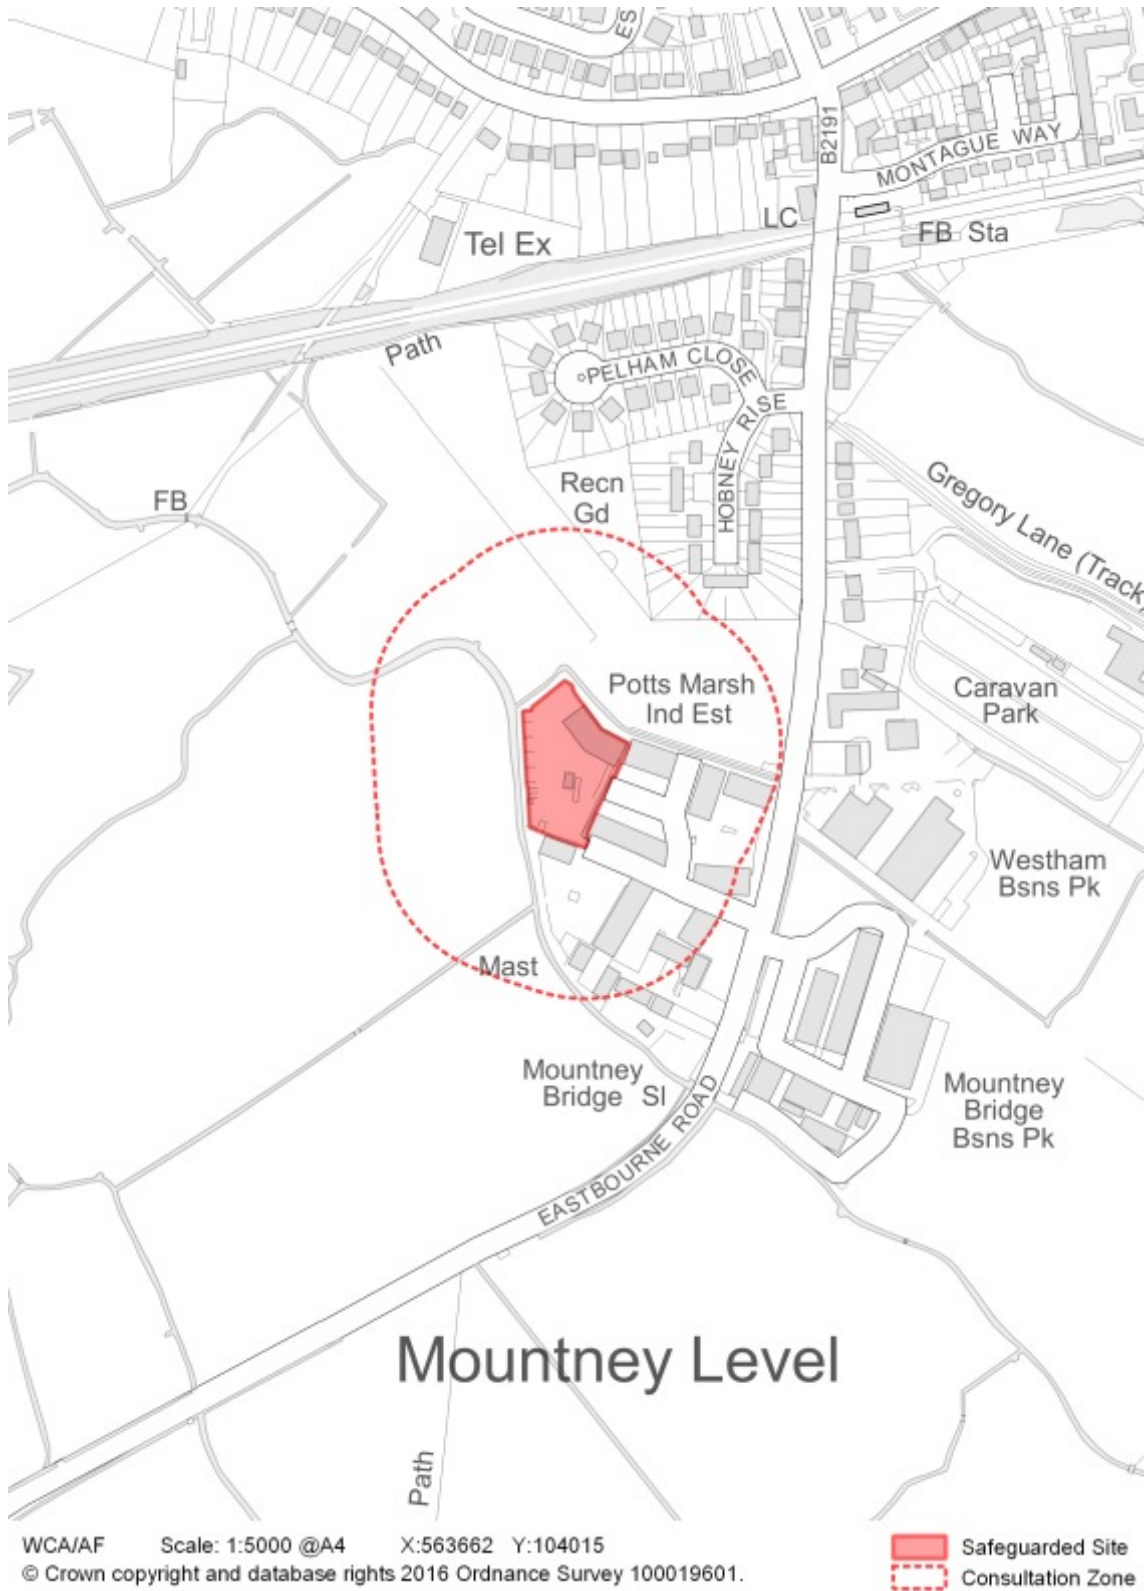 ES
B2191
MONTAGUE WAY
LC
FB Sta
Tel Ex
Path
PELHAM CLOSE
HOBNEY RISE
Recn
Gd
FB
Gregory Lane (Track)
Potts Marsh
Ind Est
Caravan
Park
Westham
Bsns Pk
Mast
Mountney
Bridge Sl
EASTBOURNE ROAD
Mountney
Bridge
Bsns Pk
Mountney Level
Path
WCA/AF Scale: 1:5000 @A4 X:563662 Y:104015
© Crown copyright and database rights 2016 Ordnance Survey 100019601.
Safeguarded Site
Consultation Zone